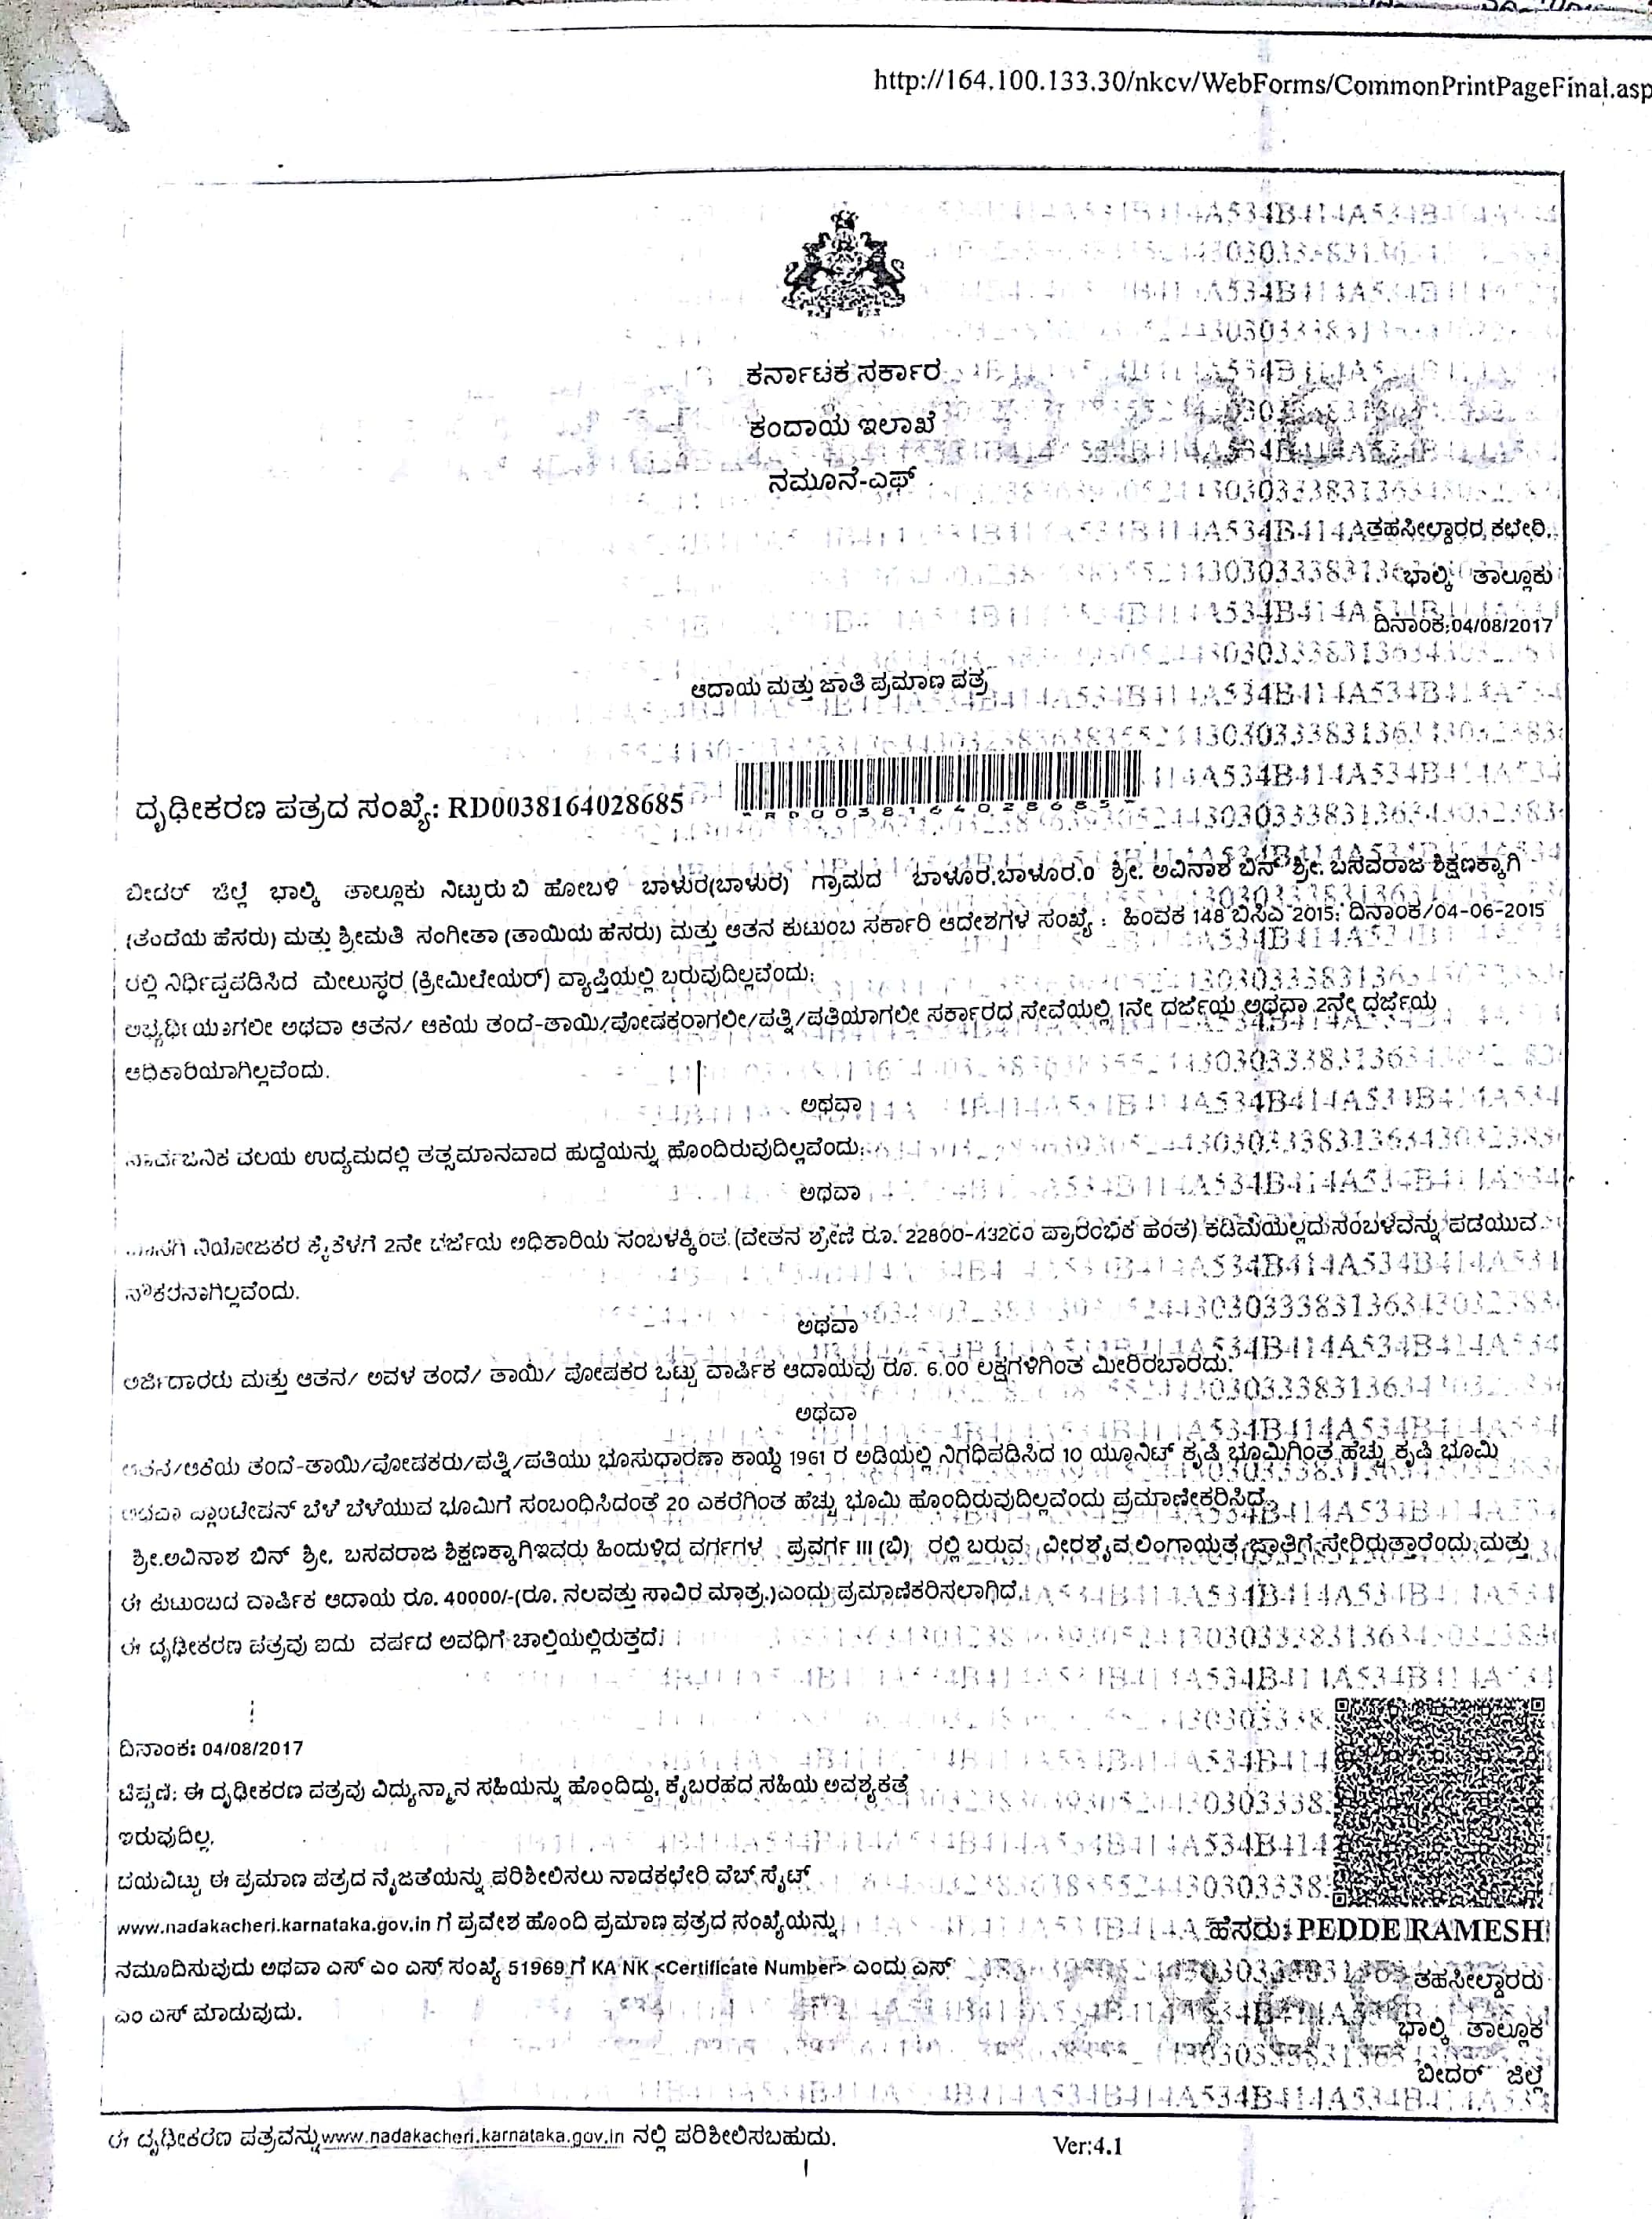 http://164.100.133.30/nkcv/WebForms/CommonPrintPageFinal.asp
ಕರ್ನಾಟಕ ಸರ್ಕಾರ
ಕಂದಾಯ ಇಲಾಖೆ
ನಮೂನೆ-ಎಫ್
ತಹಸೀಲ್ದಾರರ ಕಛೇರಿ,
ಭಾಲ್ಕಿ ತಾಲ್ಲೂಕು
ದಿನಾಂಕ:04/08/2017
ಆದಾಯ ಮತ್ತು ಜಾತಿ ಪ್ರಮಾಣ ಪತ್ರ
ದೃಢೀಕರಣ ಪತ್ರದ ಸಂಖ್ಯೆ: RD0038164028685
ಬೀದರ್ ಜಿಲ್ಲೆ ಭಾಲ್ಕಿ ತಾಲ್ಲೂಕು ನಿಟ್ಟುರು ಬಿ ಹೋಬಳಿ ಬಾಳುರ(ಬಾಳುರ) ಗ್ರಾಮದ ಬಾಳೂರ,ಬಾಳೂರ.೦ ಶ್ರೀ. ಅವಿನಾಶ ಬಿನ್ ಶ್ರೀ. ಬಸವರಾಜ ಶಿಕ್ಷಣಕ್ಕಾಗಿ
(ತಂದೆಯ ಹೆಸರು) ಮತ್ತು ಶ್ರೀಮತಿ ಸಂಗೀತಾ (ತಾಯಿಯ ಹೆಸರು) ಮತ್ತು ಆತನ ಕುಟುಂಬ ಸರ್ಕಾರಿ ಆದೇಶಗಳ ಸಂಖ್ಯೆ : ಹಿಂವಕ 148 ಬಿಸಿಎ 2015; ದಿನಾಂಕ/04-06-2015
ರಲ್ಲಿ ನಿರ್ಧಿಷ್ಟಪಡಿಸಿದ ಮೇಲುಸ್ಥರ (ಕ್ರೀಮಿಲೇಯರ್) ವ್ಯಾಪ್ತಿಯಲ್ಲಿ ಬರುವುದಿಲ್ಲವೆಂದು;
ಅಭ್ಯರ್ಥಿಯಾಗಲೀ ಅಥವಾ ಆತನ/ ಆಕೆಯ ತಂದೆ-ತಾಯಿ/ಪೋಷಕರಾಗಲೀ/ಪತ್ನಿ/ಪತಿಯಾಗಲೀ ಸರ್ಕಾರದ ಸೇವೆಯಲ್ಲಿ 1ನೇ ದರ್ಜೆಯ ಅಥವಾ 2ನೇ ದರ್ಜೆಯ
ಅಧಿಕಾರಿಯಾಗಿಲ್ಲವೆಂದು.
ಅಥವಾ
ಸಾರ್ವಜನಿಕ ವಲಯ ಉದ್ಯಮದಲ್ಲಿ ತತ್ಸಮಾನವಾದ ಹುದ್ದೆಯನ್ನು ಹೊಂದಿರುವುದಿಲ್ಲವೆಂದು;
ಅಥವಾ
ಖಾಸಗಿ ನಿಯೋಜಕರ ಕೈಕೆಳಗೆ 2ನೇ ದರ್ಜೆಯ ಅಧಿಕಾರಿಯ ಸಂಬಳಕ್ಕಿಂತ (ವೇತನ ಶ್ರೇಣಿ ರೂ. 22800-43200 ಪ್ರಾರಂಭಿಕ ಹಂತ) ಕಡಿಮೆಯಲ್ಲದ ಸಂಬಳವನ್ನು ಪಡೆಯುವ
ನೌಕರನಾಗಿಲ್ಲವೆಂದು.
ಅಥವಾ
ಅರ್ಜಿದಾರರು ಮತ್ತು ಆತನ/ ಅವಳ ತಂದೆ/ ತಾಯಿ/ ಪೋಷಕರ ಒಟ್ಟು ವಾರ್ಷಿಕ ಆದಾಯವು ರೂ. 6.00 ಲಕ್ಷಗಳಿಗಿಂತ ಮೀರಿರಬಾರದು.
ಅಥವಾ
ಆತನ/ಆಕೆಯ ತಂದೆ-ತಾಯಿ/ಪೋಷಕರು/ಪತ್ನಿ/ಪತಿಯು ಭೂಸುಧಾರಣಾ ಕಾಯ್ದೆ 1961 ರ ಅಡಿಯಲ್ಲಿ ನಿಗಧಿಪಡಿಸಿದ 10 ಯೂನಿಟ್ ಕೃಷಿ ಭೂಮಿಗಿಂತ ಹೆಚ್ಚು ಕೃಷಿ ಭೂಮಿ
ಅಥವಾ ಪ್ಲಾಂಟೇಷನ್ ಬೆಳೆ ಬೆಳೆಯುವ ಭೂಮಿಗೆ ಸಂಬಂಧಿಸಿದಂತೆ 20 ಎಕರೆಗಿಂತ ಹೆಚ್ಚು ಭೂಮಿ ಹೊಂದಿರುವುದಿಲ್ಲವೆಂದು ಪ್ರಮಾಣೀಕರಿಸಿದೆ.
ಶ್ರೀ.ಅವಿನಾಶ ಬಿನ್ ಶ್ರೀ. ಬಸವರಾಜ ಶಿಕ್ಷಣಕ್ಕಾಗಿಇವರು ಹಿಂದುಳಿದ ವರ್ಗಗಳ ಪ್ರವರ್ಗ III (ಬಿ) ರಲ್ಲಿ ಬರುವ ವೀರಶೈವ ಲಿಂಗಾಯತ ಜಾತಿಗೆ ಸೇರಿರುತ್ತಾರೆಂದು ಮತ್ತು
ಈ ಕುಟುಂಬದ ವಾರ್ಷಿಕ ಆದಾಯ ರೂ. 40000/-(ರೂ. ನಲವತ್ತು ಸಾವಿರ ಮಾತ್ರ.)ಎಂದು ಪ್ರಮಾಣಿಕರಿಸಲಾಗಿದೆ.
ಈ ದೃಢೀಕರಣ ಪತ್ರವು ಐದು ವರ್ಷದ ಅವಧಿಗೆ ಚಾಲ್ತಿಯಲ್ಲಿರುತ್ತದೆ
ದಿನಾಂಕ: 04/08/2017
ಟಿಪ್ಪಣಿ: ಈ ದೃಢೀಕರಣ ಪತ್ರವು ವಿದ್ಯುನ್ಮಾನ ಸಹಿಯನ್ನು ಹೊಂದಿದ್ದು, ಕೈಬರಹದ ಸಹಿಯ ಅವಶ್ಯಕತೆ
ಇರುವುದಿಲ್ಲ.
ದಯವಿಟ್ಟು ಈ ಪ್ರಮಾಣ ಪತ್ರದ ನೈಜತೆಯನ್ನು ಪರಿಶೀಲಿಸಲು ನಾಡಕಛೇರಿ ವೆಬ್ ಸೈಟ್
www.nadakacheri.karnataka.gov.in ಗೆ ಪ್ರವೇಶ ಹೊಂದಿ ಪ್ರಮಾಣ ಪತ್ರದ ಸಂಖ್ಯೆಯನ್ನು
ನಮೂದಿಸುವುದು ಅಥವಾ ಎಸ್ ಎಂ ಎಸ್ ಸಂಖ್ಯೆ 51969 ಗೆ KA NK <Certificate Number> ಎಂದು ಎಸ್
ಎಂ ಎಸ್ ಮಾಡುವುದು.
ಹೆಸರು: PEDDE RAMESH
ತಹಸೀಲ್ದಾರರು
ಭಾಲ್ಕಿ ತಾಲ್ಲೂಕ
ಬೀದರ್ ಜಿಲ್ಲೆ
ಈ ದೃಢೀಕರಣ ಪತ್ರವನ್ನು www.nadakacheri.karnataka.gov.in ನಲ್ಲಿ ಪರಿಶೀಲಿಸಬಹುದು.
Ver:4.1